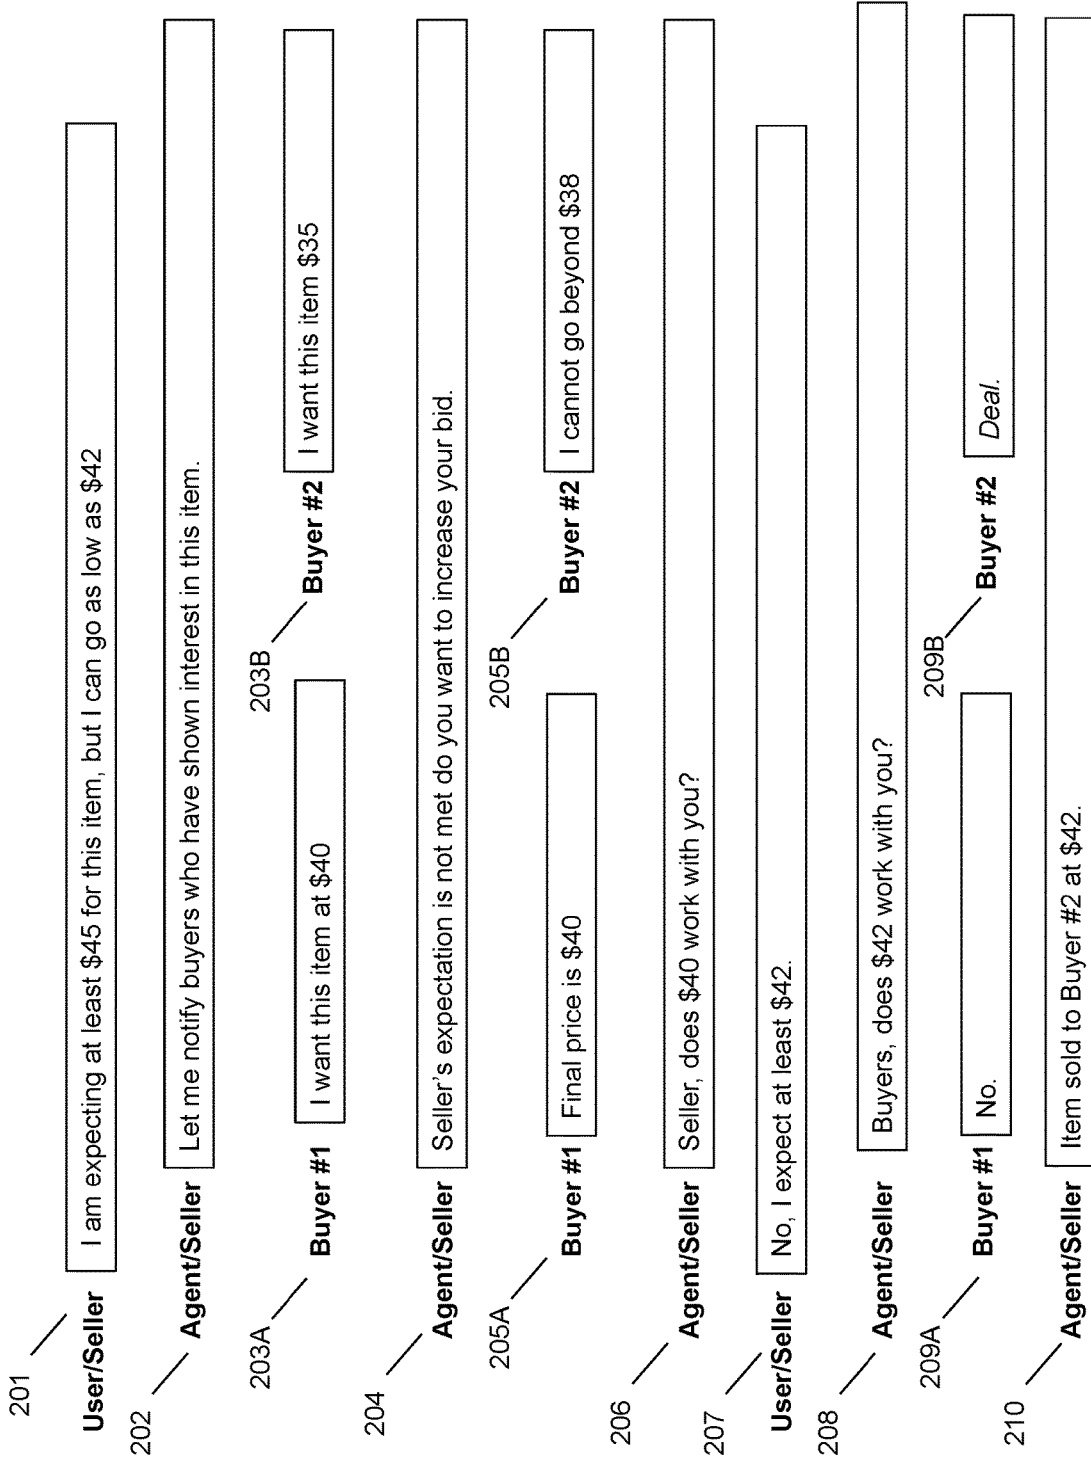 201
User/Seller I am expecting at least $45 for this item, but I can go as low as $42
202
Agent/Seller Let me notify buyers who have shown interest in this item.
203A
Buyer #1 I want this item at $40
203B
Buyer #2 I want this item $35
204
Agent/Seller Seller's expectation is not met do you want to increase your bid.
205A
Buyer #1 Final price is $40
205B
Buyer #2 I cannot go beyond $38
206
Agent/Seller Seller, does $40 work with you?
207
User/Seller No, I expect at least $42.
208
Agent/Seller Buyers, does $42 work with you?
209A
Buyer #1 No.
209B
Buyer #2 Deal.
210
Agent/Seller Item sold to Buyer #2 at $42.